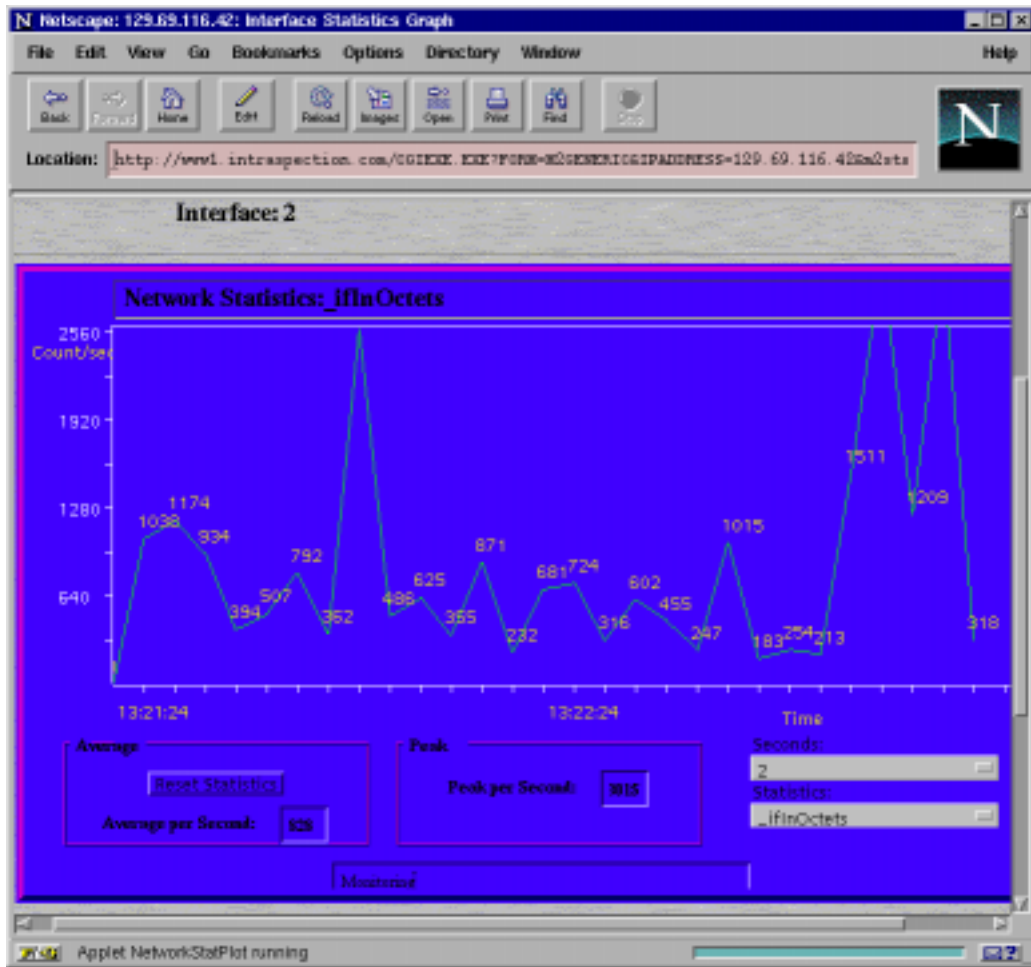 Netscape: 129.69.116.42: Interface Statistics Graph
File Edit View Go Bookmarks Options Directory Window Help
Back Forward Home Edit Reload Images Open Print Find Stop
N
Location: http://www1.intraspection.com/CGIEXE.EXE?FORM=M2GENERIC&IPADDRESS=129.69.116.42&m2sta
Interface: 2
Network Statistics:_ifInOctets
2560
Count/sec
1920
1280
640
1038
1174
934
394
507
792
362
486
625
355
871
232
681
724
316
602
455
247
1015
183
254
213
1511
1209
318
13:21:24 13:22:24 Time
Average Peak Seconds:
Reset Statistics Peak per Second: 2
Statistics:
Average per Second: _ifInOctets
Monitoring
Applet NetworkStatPlot running